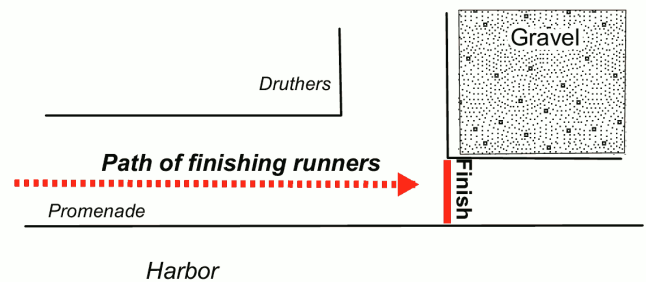 Gravel
Druthers
Path of finishing runners
Finish
Promenade
Harbor